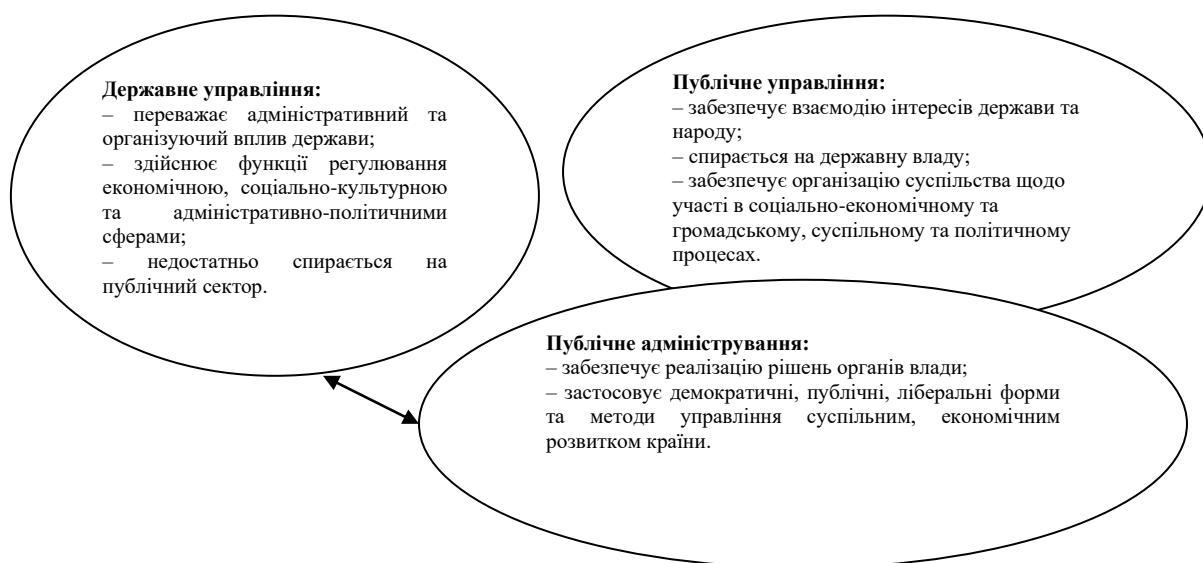 Державне управління:
– переважає адміністративний та
організуючий вплив держави;
– здійснює функції регулювання
економічною, соціально-культурною
та адміністративно-політичними
сферами;
– недостатньо спирається на
публічний сектор.
Публічне управління:
– забезпечує взаємодію інтересів держави та
народу;
– спирається на державну владу;
– забезпечує організацію суспільства щодо
участі в соціально-економічному та
громадському, суспільному та політичному
процесах.
Публічне адміністрування:
– забезпечує реалізацію рішень органів влади;
– застосовує демократичні, публічні, ліберальні форми
та методи управління суспільним, економічним
розвитком країни.